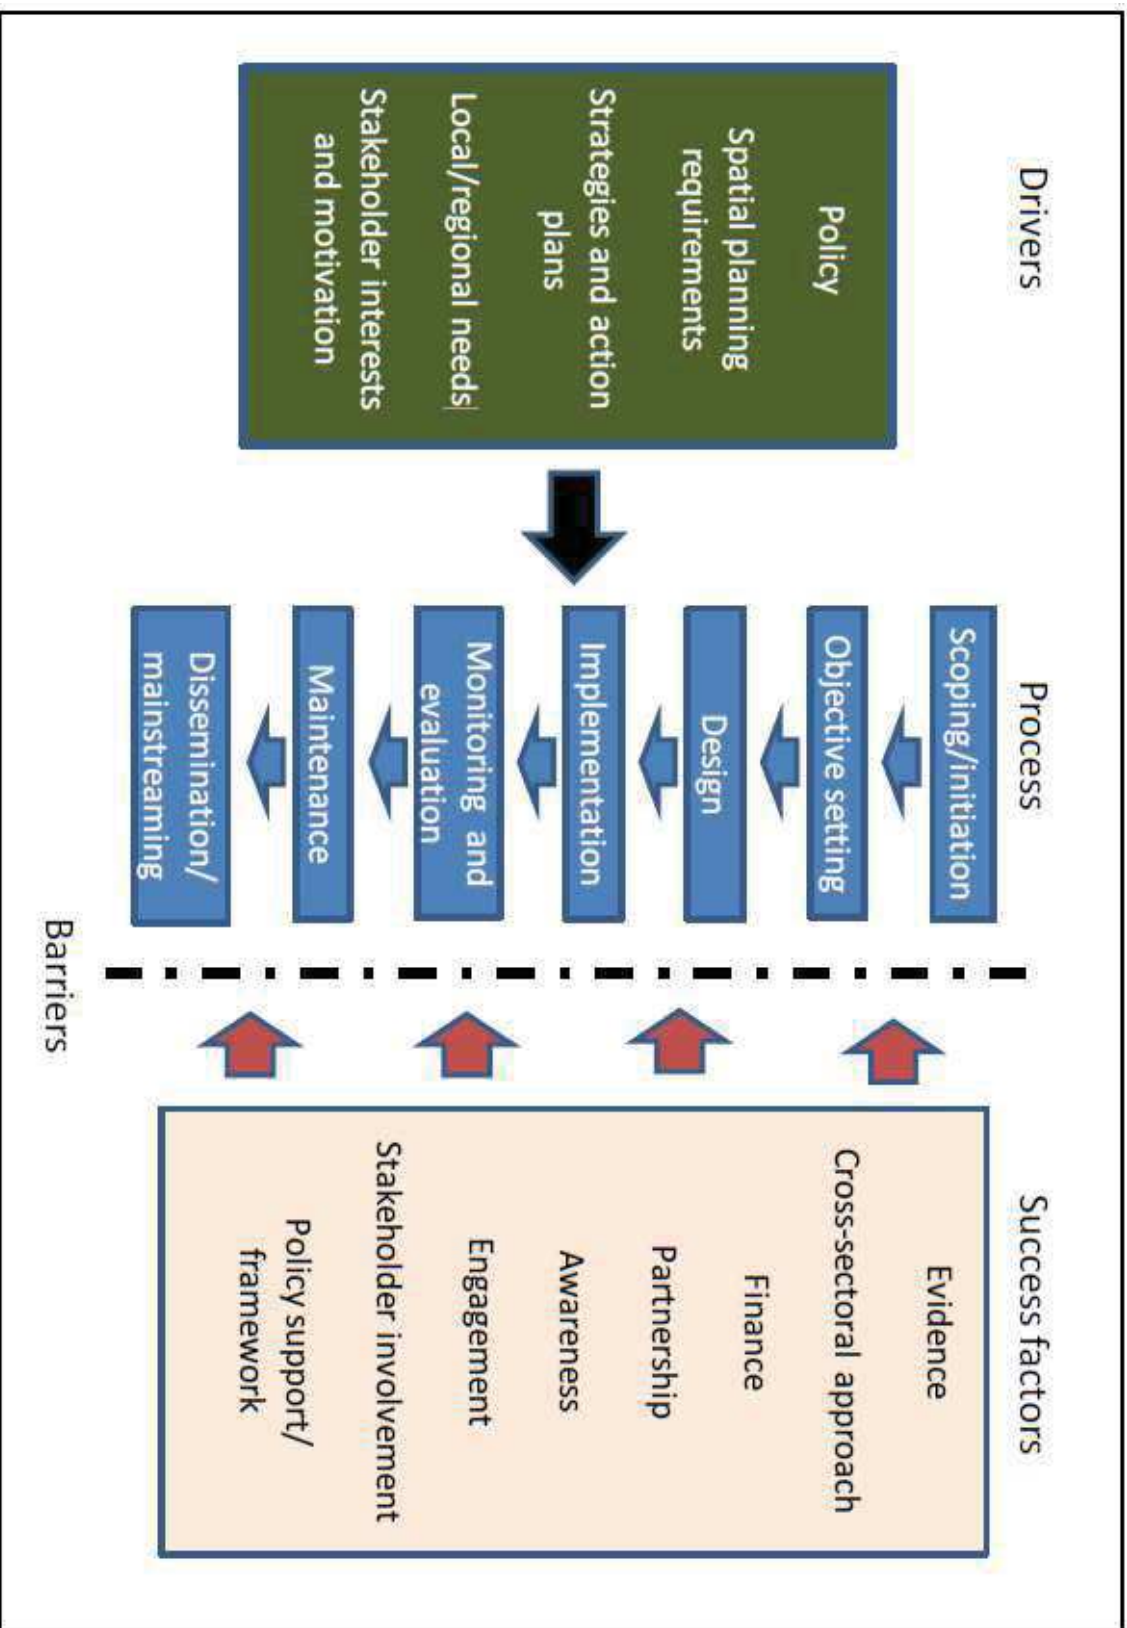 Drivers
Policy
Spatial planning
requirements
Strategies and action
plans
Local/regional needs
Stakeholder interests
and motivation
Process
Scoping/initiation
Objective setting
Design
Implementation
Monitoring and
evaluation
Maintenance
Dissemination/
mainstreaming
Barriers
Success factors
Evidence
Cross-sectoral approach
Finance
Partnership
Awareness
Engagement
Stakeholder involvement
Policy support/
framework